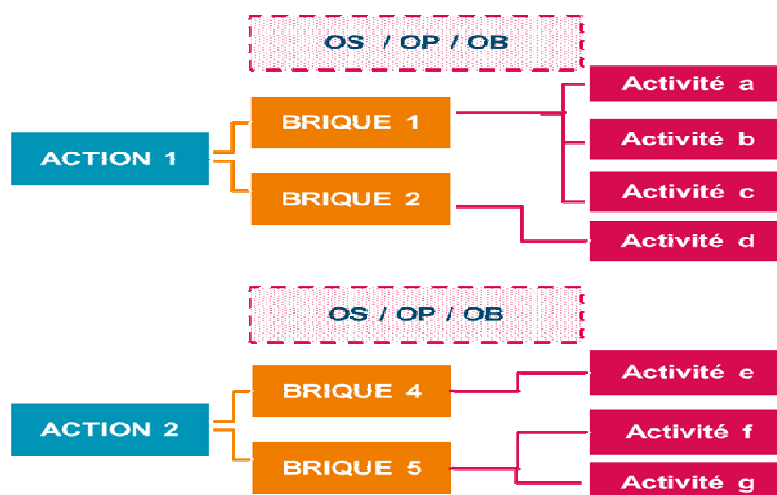 OS / OP / OB
Activité a
BRIQUE 1
Activité b
ACTION 1
BRIQUE 2
Activité c
Activité d
OS / OP / OB
BRIQUE 4
Activité e
ACTION 2
BRIQUE 5
Activité f
Activité g